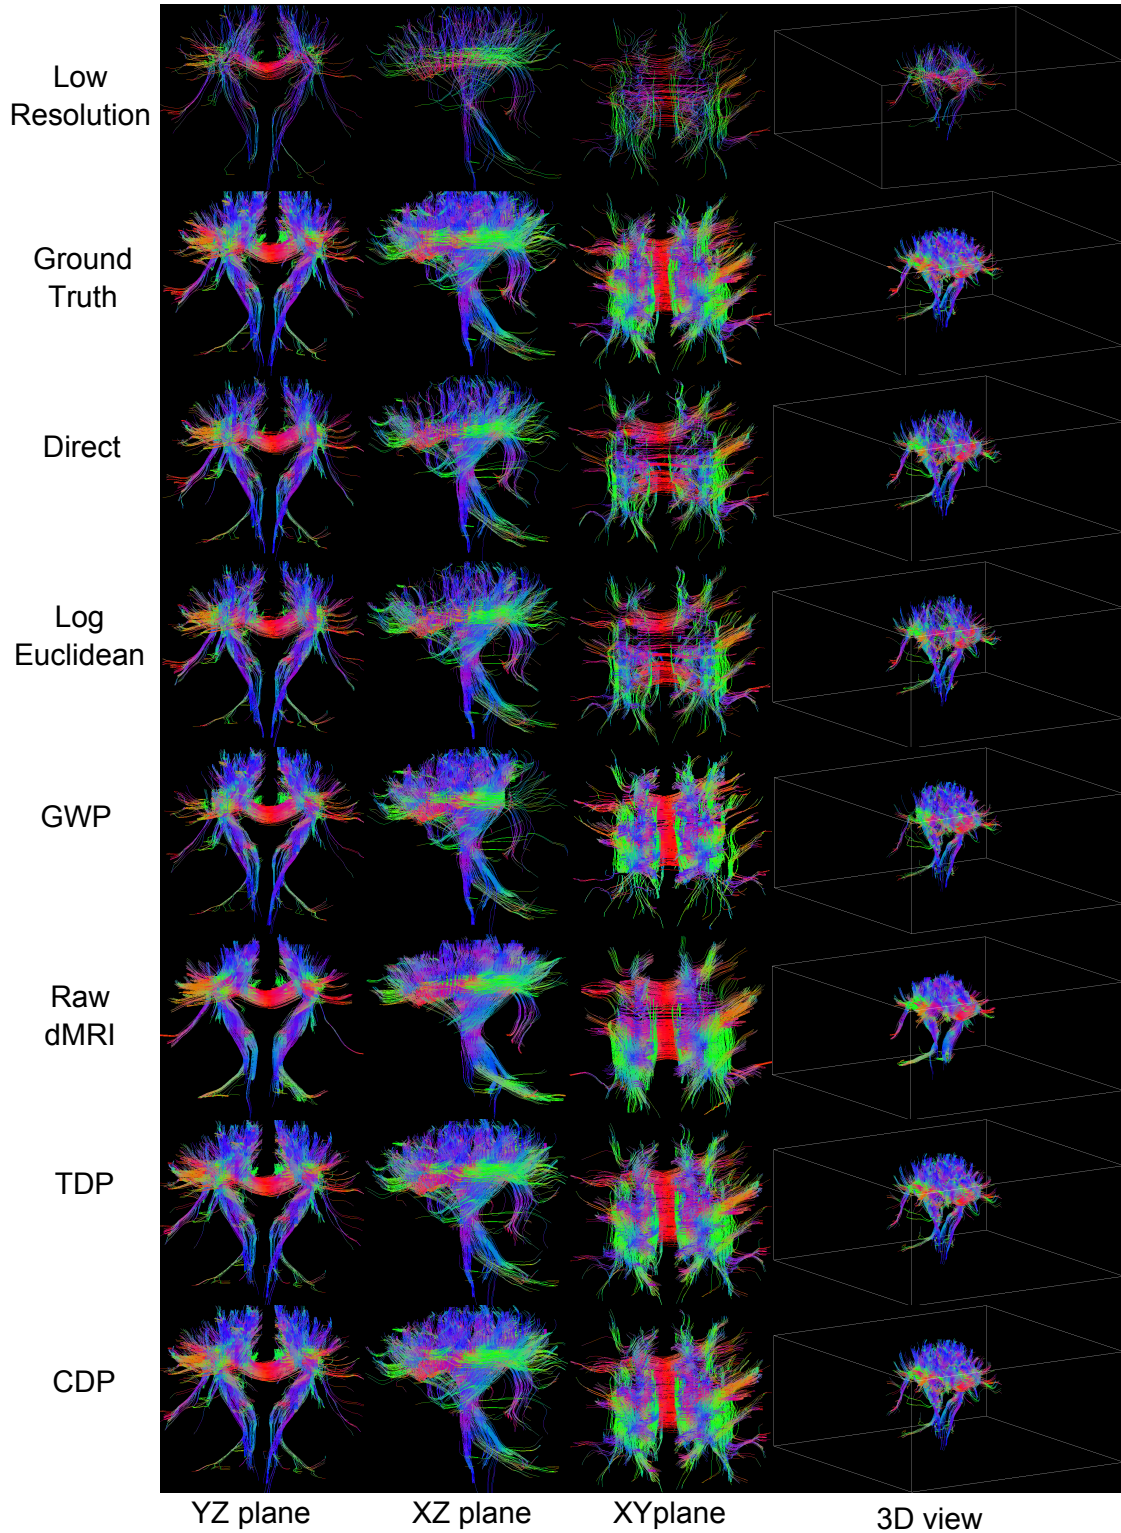 Low
Resolution
Ground
Truth
Direct
Log
Euclidean
GWP
Raw
dMRI
TDP
CDP
YZ plane
XZ plane
XYplane
3D view